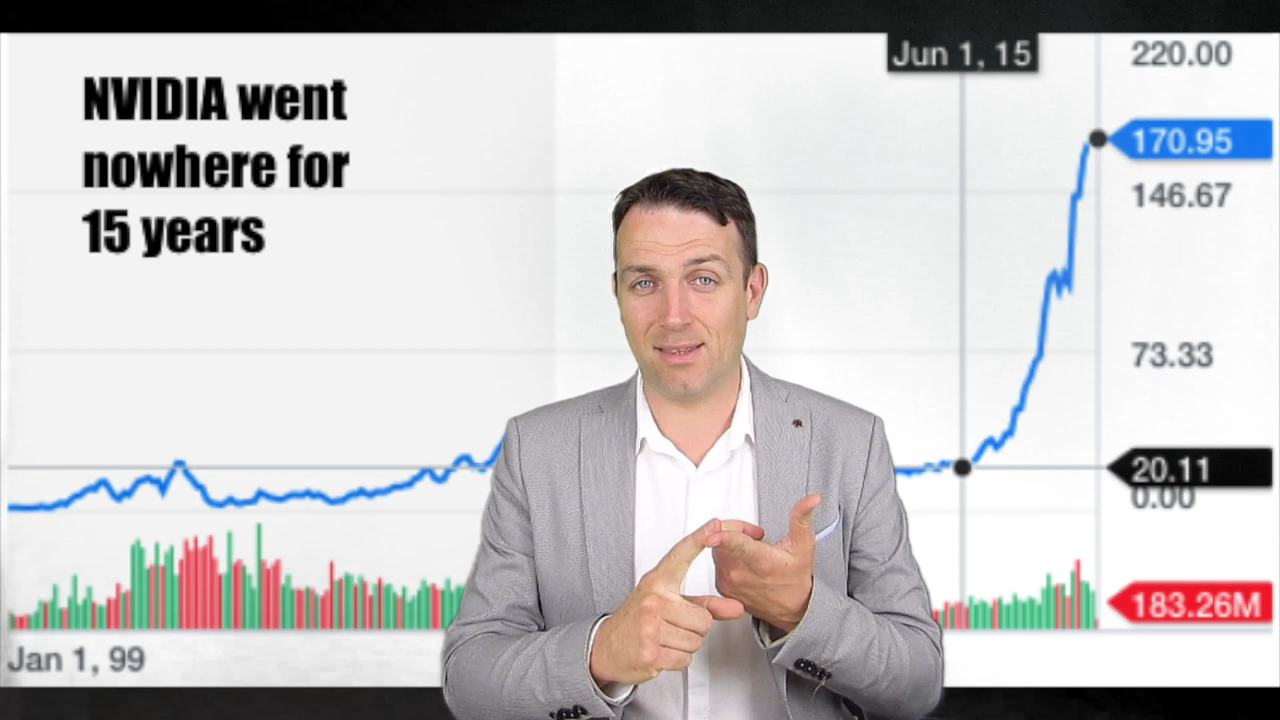 NVIDIA went
nowhere for
15 years
Jun 1, 15
220.00
170.95
146.67
73.33
20.11
0.00
183.26M
Jan 1, 99